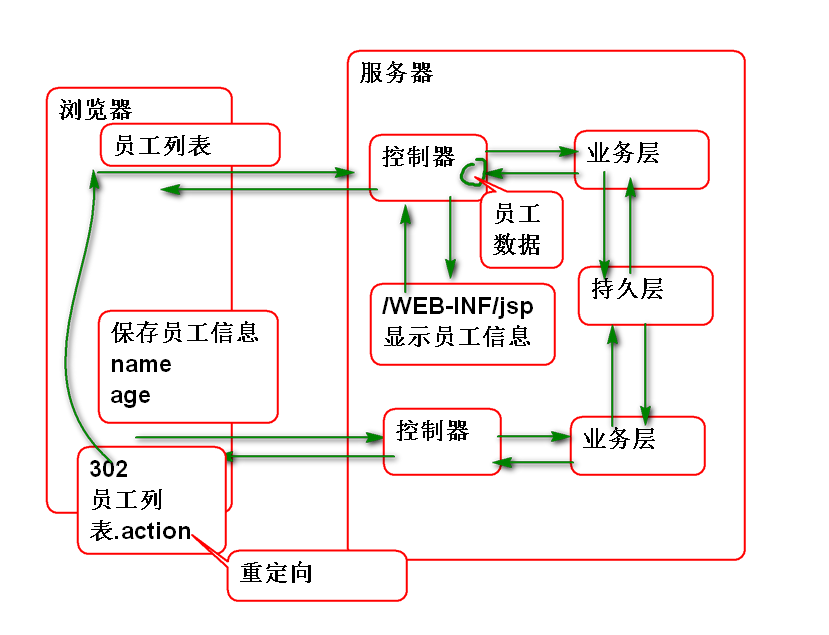 服务器
浏览器
员工列表
控制器
业务层
员工
数据
持久层
/WEB-INF/jsp
显示员工信息
保存员工信息
name
age
控制器
业务层
302
员工列
表.action
重定向